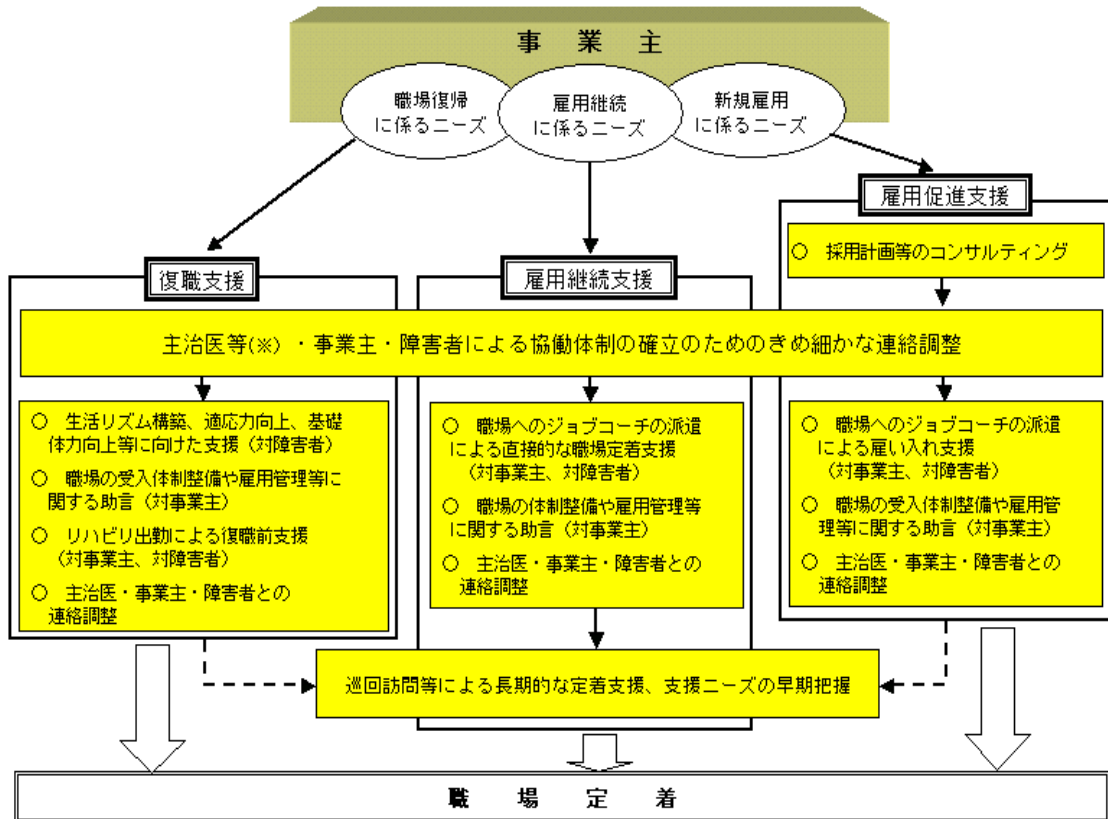 事 業 主
職場復帰
に係るニーズ
雇用継続
に係るニーズ
新規雇用
に係るニーズ
雇用促進支援
○ 採用計画等のコンサルティング
復職支援
雇用継続支援
主治医等(※)・事業主・障害者による協働体制の確立のためのきめ細かな連絡調整
○ 生活リズム構築、適応力向上、基礎
体力向上等に向けた支援（対障害者）
○ 職場の受入体制整備や雇用管理等に
関する助言（対事業主）
○ リハビリ出勤による復職前支援
（対事業主、対障害者）
○ 主治医・事業主・障害者との
連絡調整
○ 職場へのジョブコーチの派遣
による直接的な職場定着支援
（対事業主、対障害者）
○ 職場の体制整備や雇用管理等
に関する助言（対事業主）
○ 主治医・事業主・障害者との
連絡調整
○ 職場へのジョブコーチの派遣
による雇い入れ支援
（対事業主、対障害者）
○ 職場の受入体制整備や雇用管
理等に関する助言（対事業主）
○ 主治医・事業主・障害者との
連絡調整
巡回訪問等による長期的な定着支援、支援ニーズの早期把握
職 場 定 着